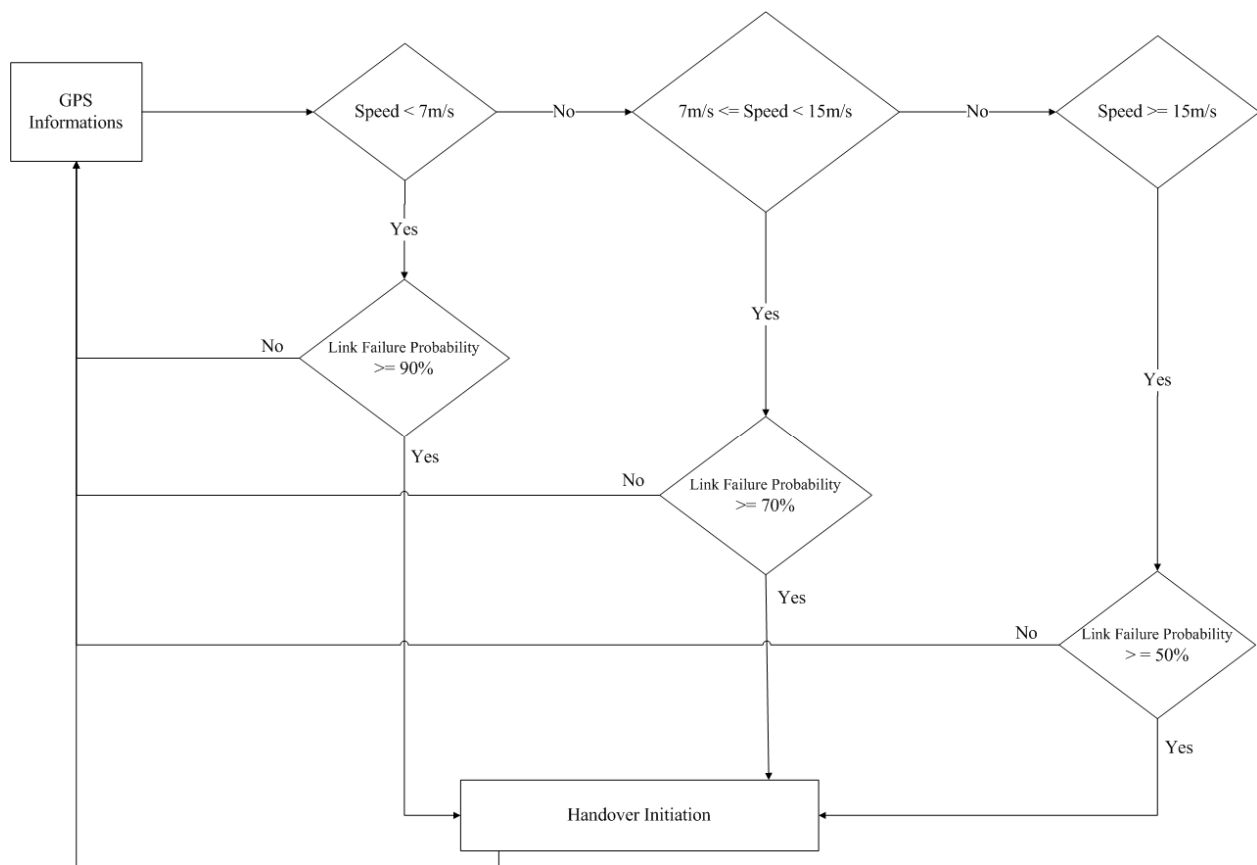 GPS
Informations
Speed < 7m/s
No
7m/s <= Speed < 15m/s
No
Speed >= 15m/s
Yes
Yes
Yes
No
Link Failure Probability
>= 90%
Yes
No
Link Failure Probability
>= 70%
Yes
No
Link Failure Probability
> = 50%
Yes
Handover Initiation